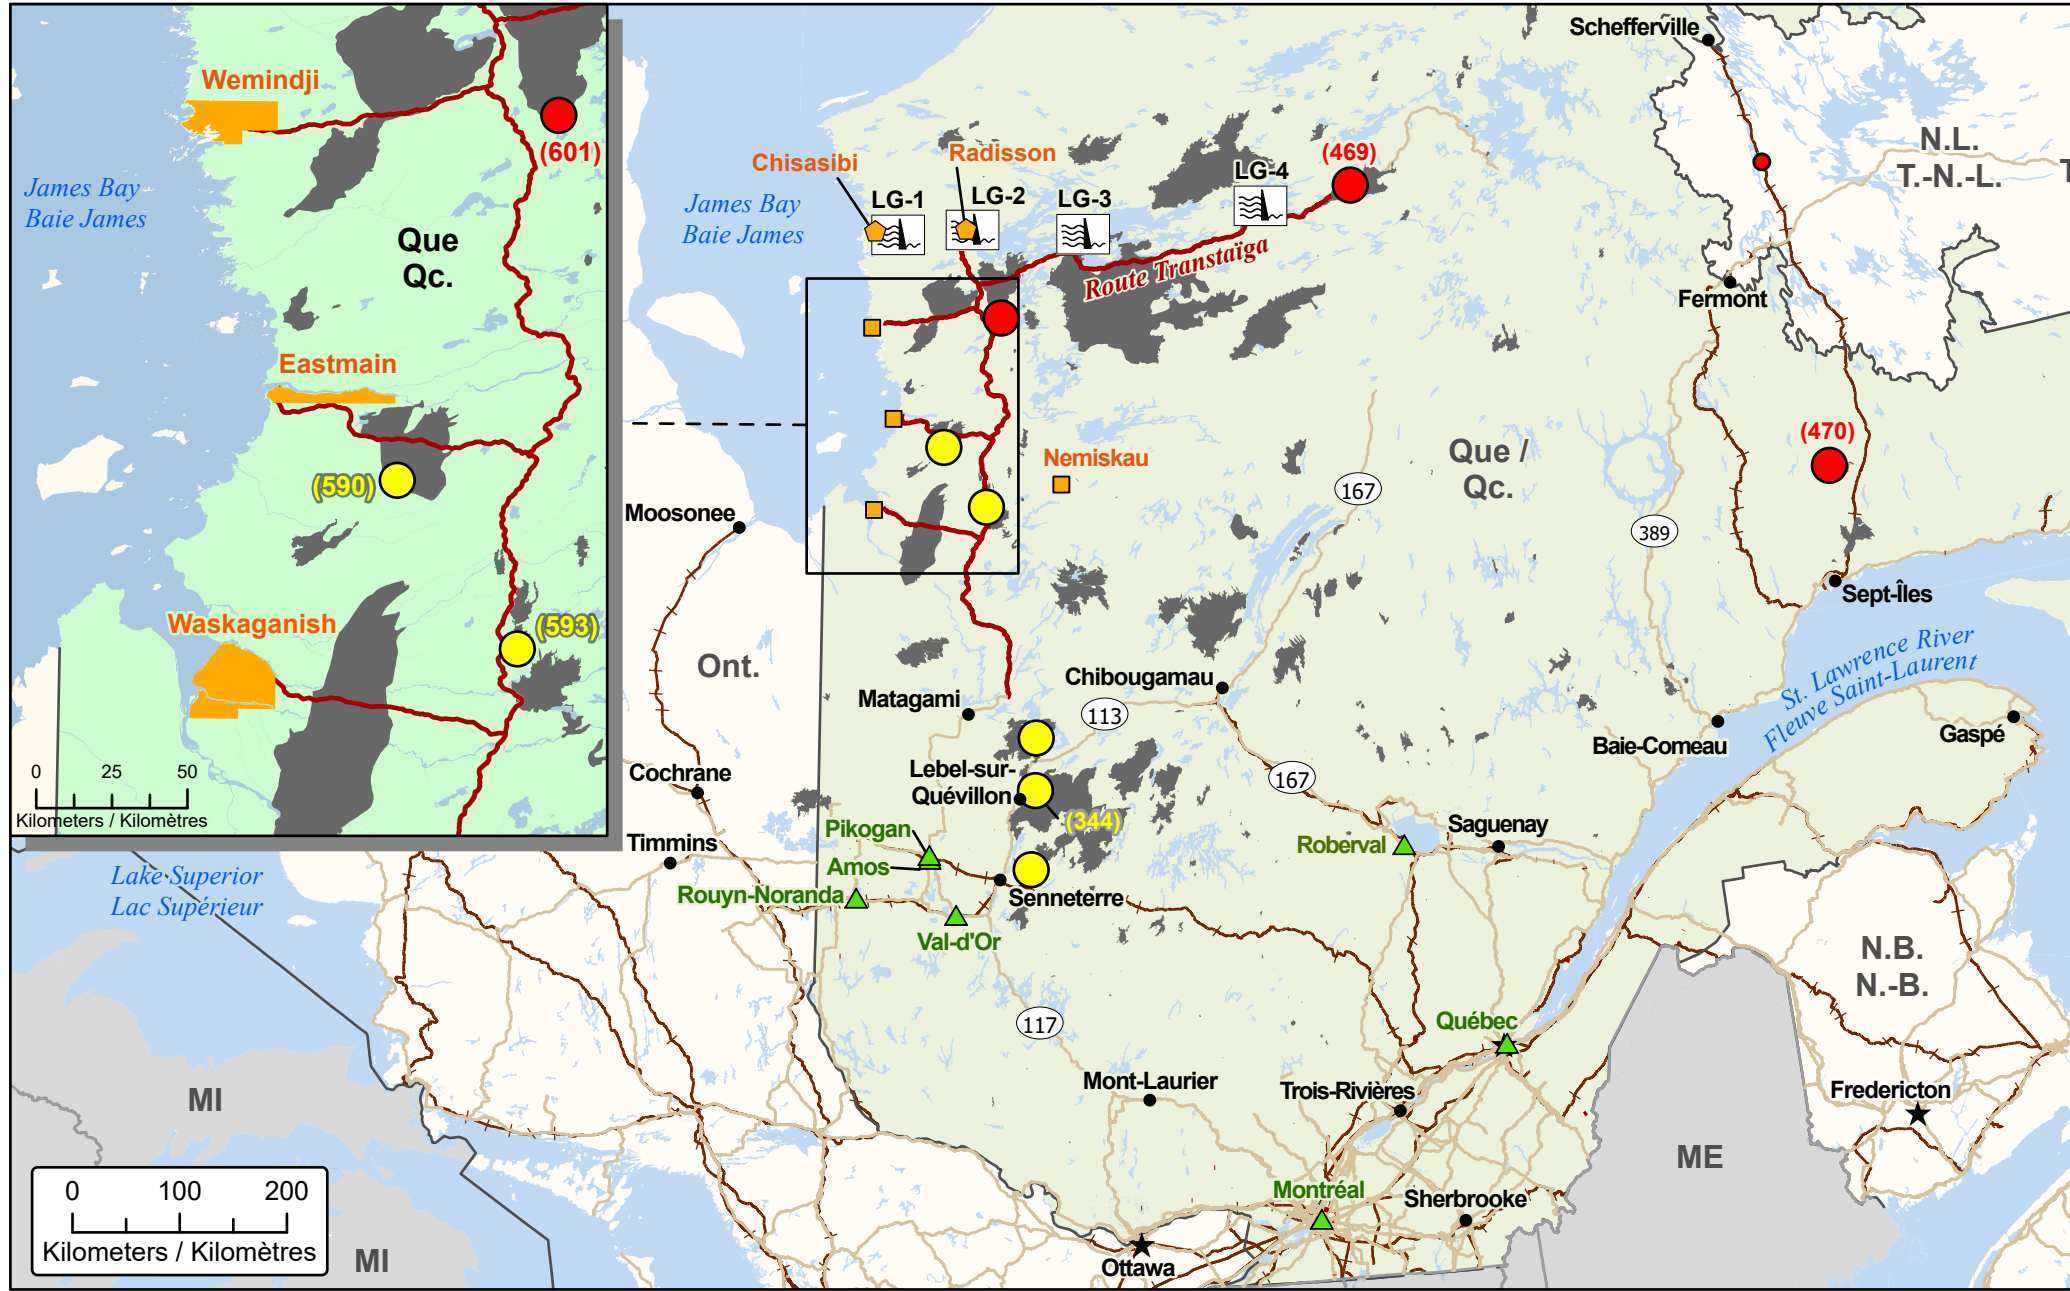 Wemindji
(601)
James Bay
Baie James
Que
Qc.
Eastmain
(590)
(593)
Waskaganish
0 25 50
Kilometers / Kilomètres
Schefferville
N.L.
T.-N.-L.
T
Chisasibi
Radisson
(469)
LG-1
LG-2
LG-3
LG-4
James Bay
Baie James
Route Transtaïga
Fermont
(470)
Que /
Qc.
Nemiskau
167
389
Moosonee
Sept-Îles
Ont.
St. Lawrence River
Fleuve Saint-Laurent
Chibougamau
Matagami
113
Baie-Comeau
Gaspé
Cochrane
Lebel-sur-
Quévillon
167
(344)
Timmins
Pikogan
Amos
Roberval
Saguenay
Lake Superior
Lac Supérieur
Rouyn-Noranda
Senneterre
Val-d'Or
N.B.
N.-B.
117
Québec
MI
Mont-Laurier
Trois-Rivières
Fredericton
ME
Montréal
Sherbrooke
0 100 200
Kilometers / Kilomètres
MI
Ottawa